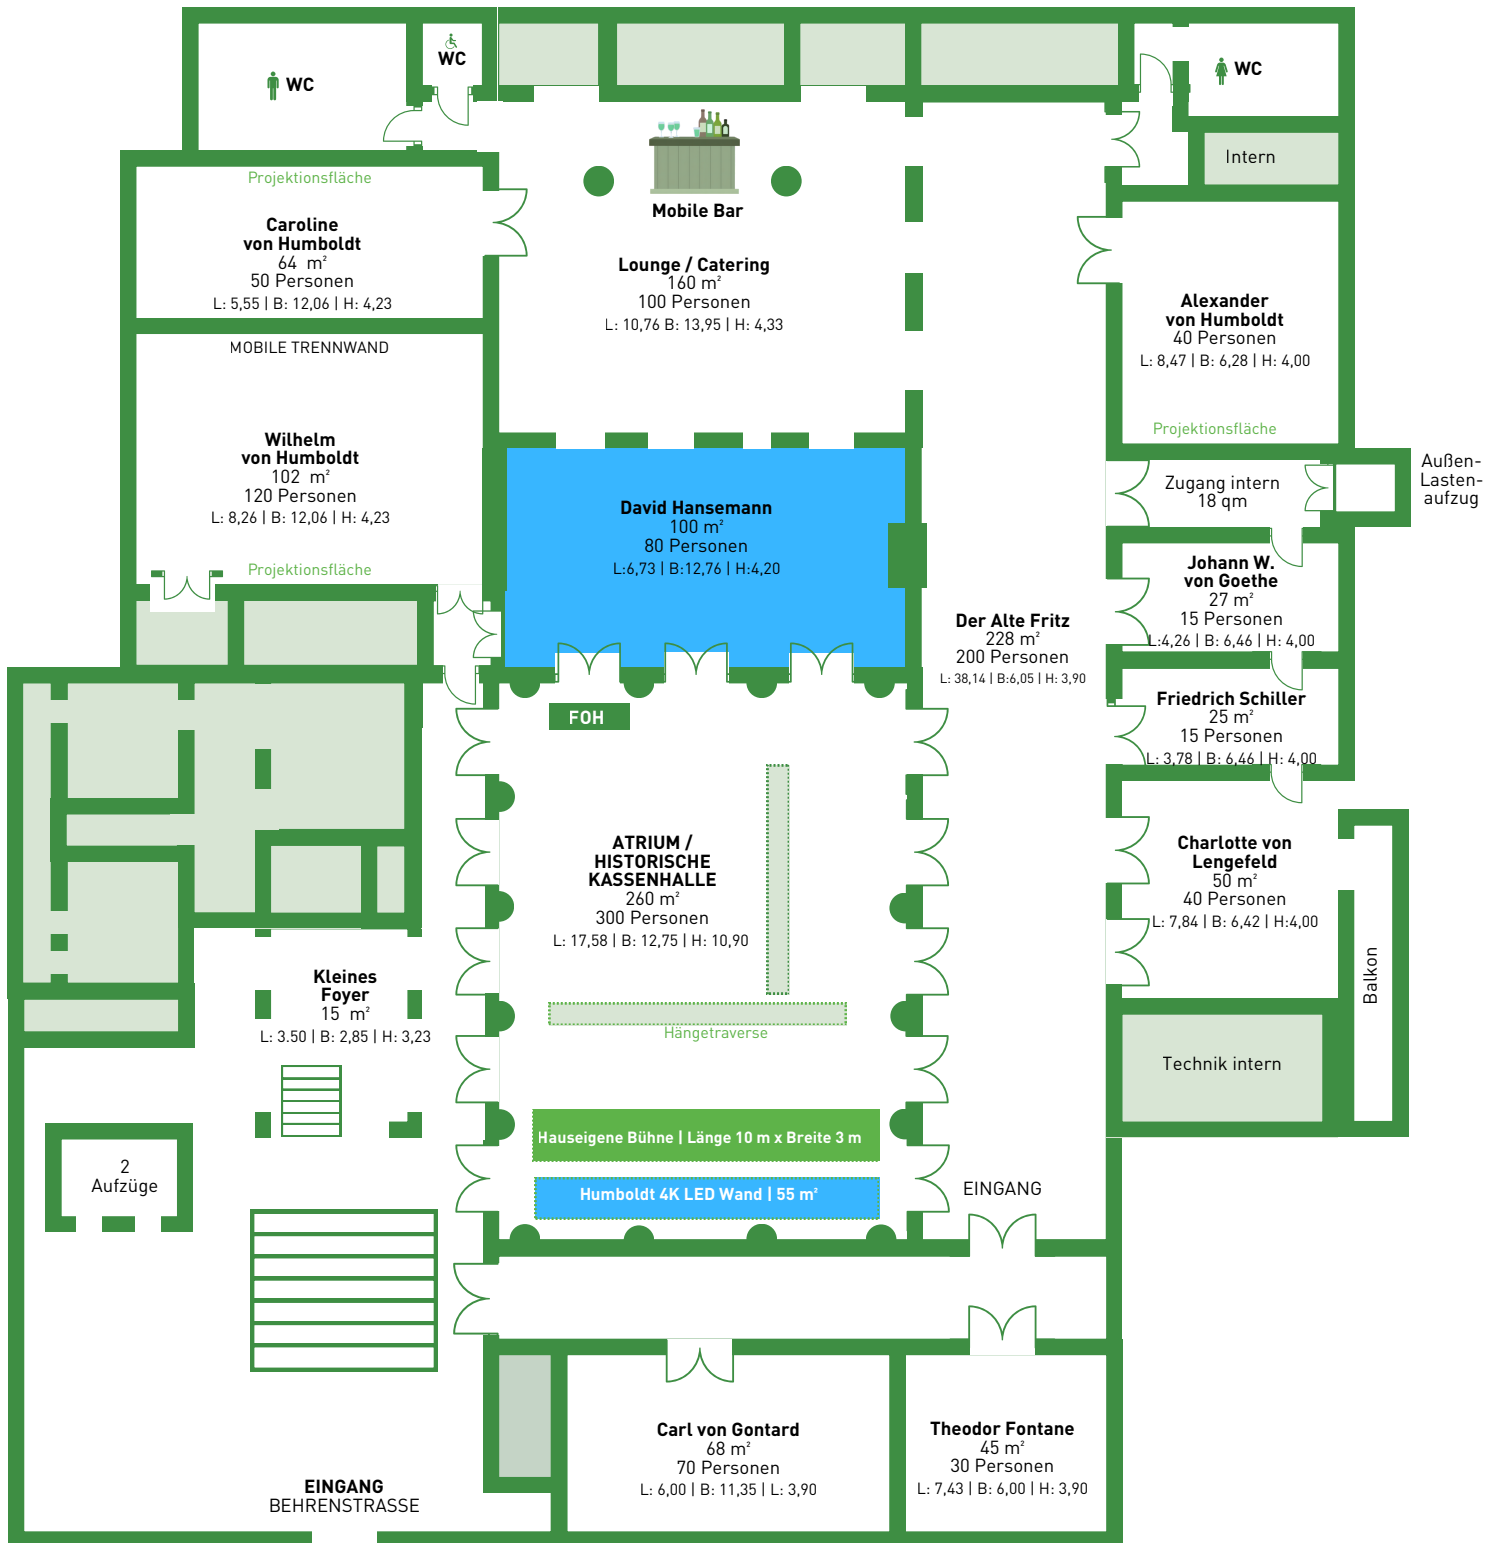 WC
WC
WC
Intern
Projektionsfläche
Caroline
von Humboldt
64 m²
50 Personen
L: 5,55 | B: 12,06 | H: 4,23
Mobile Bar
Lounge / Catering
160 m²
100 Personen
L: 10,76 B: 13,95 | H: 4,33
Alexander
von Humboldt
40 Personen
L: 8,47 | B: 6,28 | H: 4,00
Projektionsfläche
MOBILE TRENNWAND
Wilhelm
von Humboldt
102 m²
120 Personen
L: 8,26 | B: 12,06 | H: 4,23
Projektionsfläche
David Hansemann
100 m²
80 Personen
L:6,73 | B:12,76 | H:4,20
Zugang intern
18 qm
Außen-
Lasten-
aufzug
Johann W.
von Goethe
27 m²
15 Personen
L:4,26 | B: 6,46 | H: 4,00
Der Alte Fritz
228 m²
200 Personen
L: 38,14 | B:6,05 | H: 3,90
Friedrich Schiller
25 m²
15 Personen
L: 3,78 | B: 6,46 | H: 4,00
FOH
ATRIUM /
HISTORISCHE
KASSENHALLE
260 m²
300 Personen
L: 17,58 | B: 12,75 | H: 10,90
Charlotte von
Lengefeld
50 m²
40 Personen
L: 7,84 | B: 6,42 | H:4,00
Balkon
Kleines
Foyer
15 m²
L: 3.50 | B: 2,85 | H: 3,23
Hängetraverse
Technik intern
Hauseigene Bühne | Länge 10 m x Breite 3 m
Humboldt 4K LED Wand | 55 m²
2
Aufzüge
EINGANG
Carl von Gontard
68 m²
70 Personen
L: 6,00 | B: 11,35 | L: 3,90
Theodor Fontane
45 m²
30 Personen
L: 7,43 | B: 6,00 | H: 3,90
EINGANG
BEHRENSTRASSE